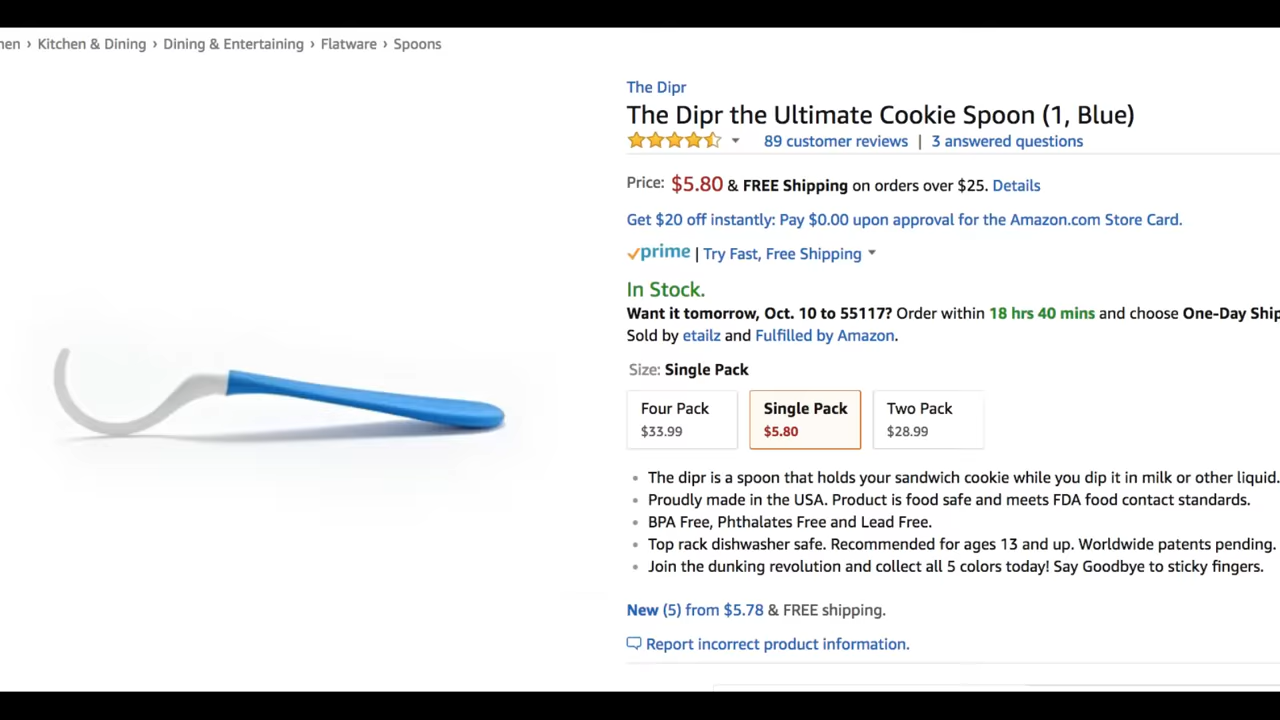 nen › Kitchen & Dining › Dining & Entertaining › Flatware › Spoons
The Dipr
The Dipr the Ultimate Cookie Spoon (1, Blue)
89 customer reviews | 3 answered questions
Price: $5.80 & FREE Shipping on orders over $25. Details
Get $20 off instantly: Pay $0.00 upon approval for the Amazon.com Store Card.
prime | Try Fast, Free Shipping
In Stock.
Want it tomorrow, Oct. 10 to 55117? Order within 18 hrs 40 mins and choose One-Day Ship
Sold by etailz and Fulfilled by Amazon.
Size: Single Pack
Four Pack Single Pack Two Pack
$33.99 $5.80 $28.99
• The dipr is a spoon that holds your sandwich cookie while you dip it in milk or other liquid.
• Proudly made in the USA. Product is food safe and meets FDA food contact standards.
• BPA Free, Phthalates Free and Lead Free.
• Top rack dishwasher safe. Recommended for ages 13 and up. Worldwide patents pending.
• Join the dunking revolution and collect all 5 colors today! Say Goodbye to sticky fingers.
New (5) from $5.78 & FREE shipping.
Report incorrect product information.